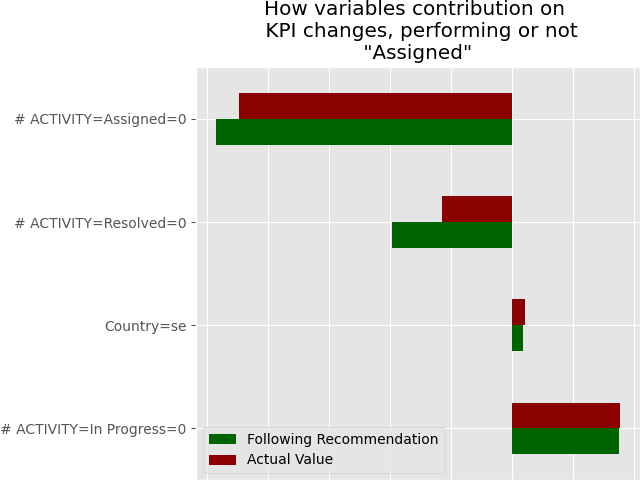 How variables contribution on
KPI changes, performing or not
"Assigned"
# ACTIVITY=Assigned=0
# ACTIVITY=Resolved=0
Country=se
# ACTIVITY=In Progress=0
Following Recommendation
Actual Value